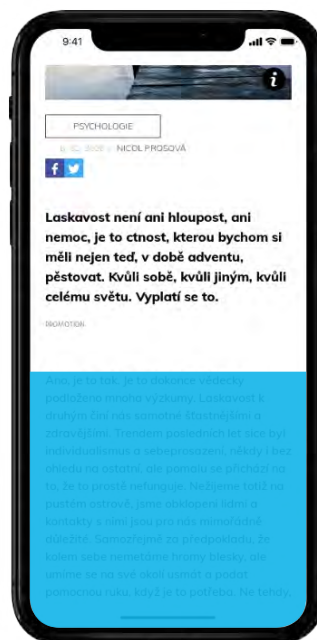 9:41
i
PSYCHOLOGIE
NICOL PROSOVÁ
f
Laskavost není ani hloupost, ani
nemoc, je to ctnost, kterou bychom si
měli nejen teď, v době adventu,
pěstovat. Kvůli sobě, kvůli jiným, kvůli
celému světu. Vyplatí se to.
PROMOTION
Ano, je to tak. Je to dokonce vědecky
podloženo mnoha výzkumy. Laskavost k
druhým činí nás samotné šťastnějšími a
zdravějšími. Trendem posledních let sice byl
individualismus a sebeprosazení, někdy i bez
ohledu na ostatní, ale pomalu se přichází na
to, že to prostě nefunguje. Nežijeme totiž na
pustém ostrově, jsme obklopeni lidmi a
kontakty s nimi jsou pro nás mimořádně
důležité. Samozřejmě za předpokladu, že
kolem sebe nemetáme hromy blesky, ale
umíme se na své okolí usmát a podat
pomocnou ruku, když je to potřeba. Ne tehdy,